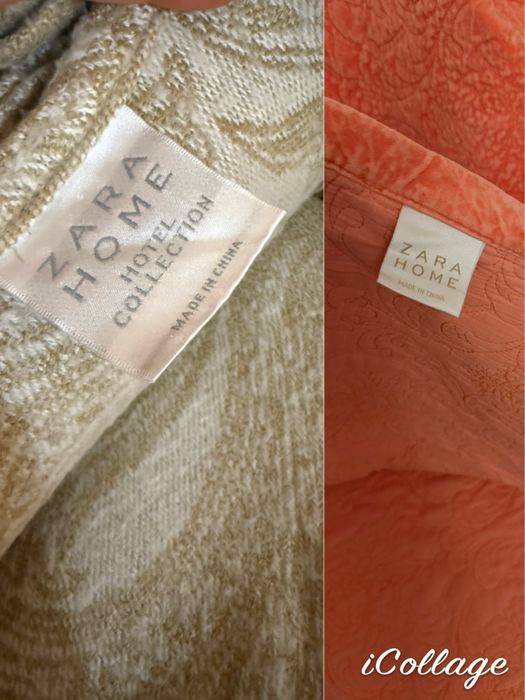 ZARA
HOME
HOTEL
COLLECTION
MADE IN CHINA
ZARA
HOME
MADE IN CHINA
iCollage